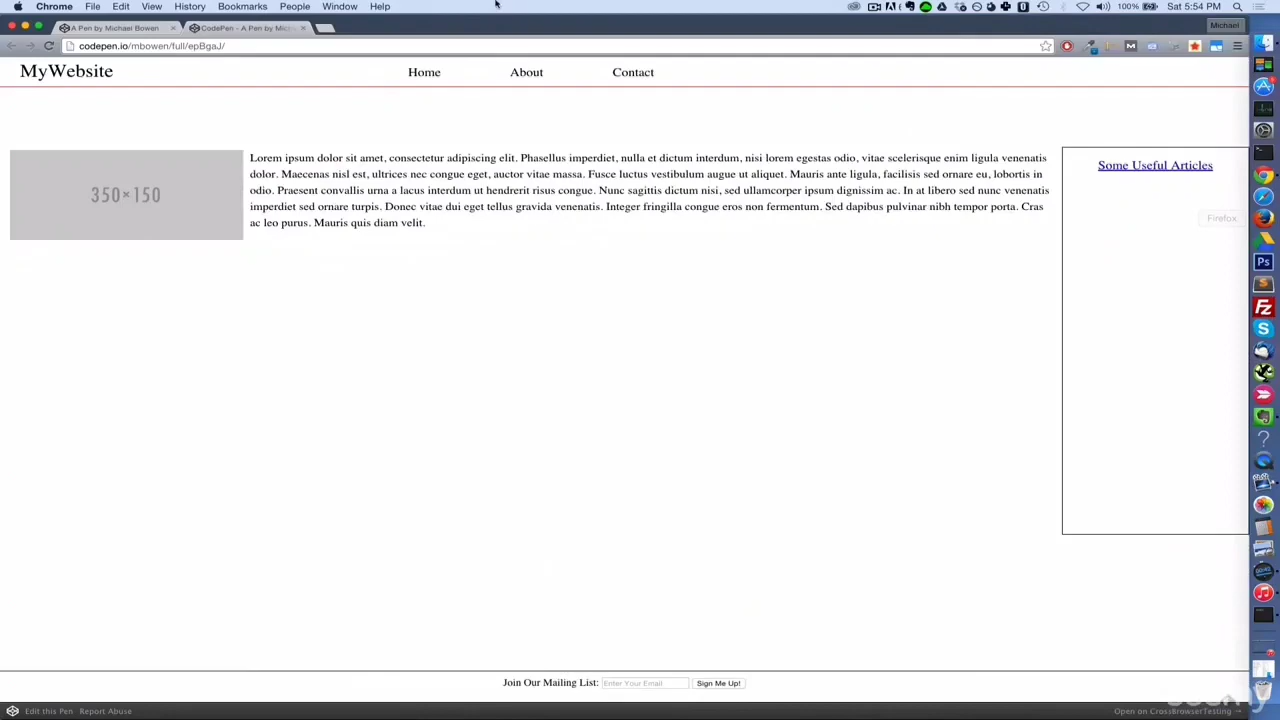 Chrome File Edit View History Bookmarks People Window Help 100% Sat 5:54 PM
A Pen by Michael Bowen CodePen - A Pen by Mic Michael
codepen.io/mbowen/full/epBgaJ/
MyWebsite Home About Contact
350×150
Lorem ipsum dolor sit amet, consectetur adipiscing elit. Phasellus imperdiet, nulla et dictum interdum, nisi lorem egestas odio, vitae scelerisque enim ligula venenatis
dolor. Maecenas nisl est, ultrices nec congue eget, auctor vitae massa. Fusce luctus vestibulum augue ut aliquet. Mauris ante ligula, facilisis sed ornare eu, lobortis in
odio. Praesent convallis urna a lacus interdum ut hendrerit risus congue. Nunc sagittis dictum nisi, sed ullamcorper ipsum dignissim ac. In at libero sed nunc venenatis
imperdiet sed ornare turpis. Donec vitae dui eget tellus gravida venenatis. Integer fringilla congue eros non fermentum. Sed dapibus pulvinar nibh tempor porta. Cras
ac leo purus. Mauris quis diam velit.
Some Useful Articles
Firefox
Ps
Join Our Mailing List: Enter Your Email Sign Me Up!
Edit this Pen Report Abuse Open on CrossBrowserTesting →